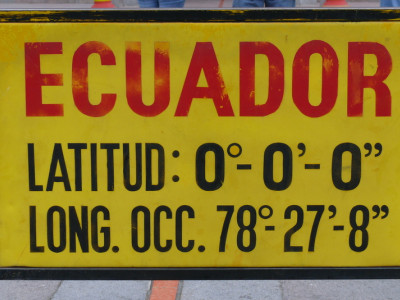 ECUADOR
LATITUD: 0°-0'-0"
LONG. OCC. 78°-27'-8"